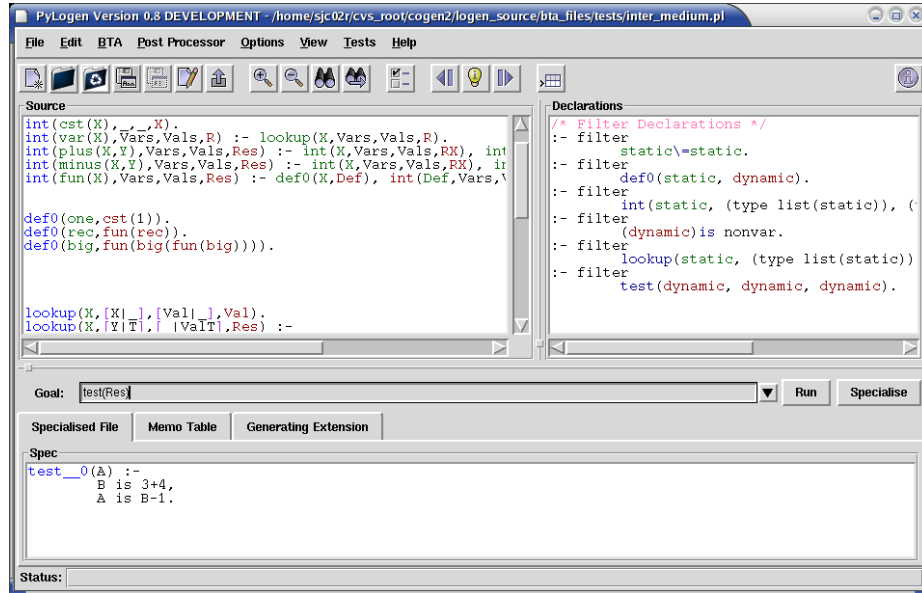 PyLogen Version 0.8 DEVELOPMENT - /home/sjc02r/cvs_root/cogen2/logen_source/bta_files/tests/inter_medium.pl
File Edit BTA Post Processor Options View Tests Help
Source
int(cst(X),_,_,X).
int(var(X),Vars,Vals,R) :- lookup(X,Vars,Vals,R).
int(plus(X,Y),Vars,Vals,Res) :- int(X,Vars,Vals,RX), int
int(minus(X,Y),Vars,Vals,Res) :- int(X,Vars,Vals,RX), in
int(fun(X),Vars,Vals,Res) :- def0(X,Def), int(Def,Vars,V
def0(one,cst(1)).
def0(rec,fun(rec)).
def0(big,fun(big(fun(big)))).
lookup(X,[X|_],[Val|_],Val).
lookup(X,[Y|T],[_|ValT],Res) :-
Declarations
/* Filter Declarations */
:- filter
static\=static.
:- filter
def0(static, dynamic).
:- filter
int(static, (type list(static)), (
:- filter
(dynamic)is nonvar.
:- filter
lookup(static, (type list(static))
:- filter
test(dynamic, dynamic, dynamic).
Goal: test(Res) Run Specialise
Specialised File Memo Table Generating Extension
Spec
test__0(A) :-
B is 3+4,
A is B-1.
Status: